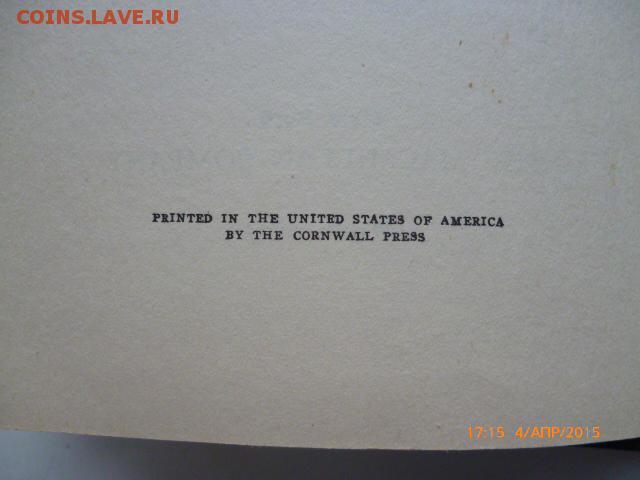 COINS.LAVE.RU
PRINTED IN THE UNITED STATES OF AMERICA
BY THE CORNWALL PRESS
17:15 4/АПР/2015